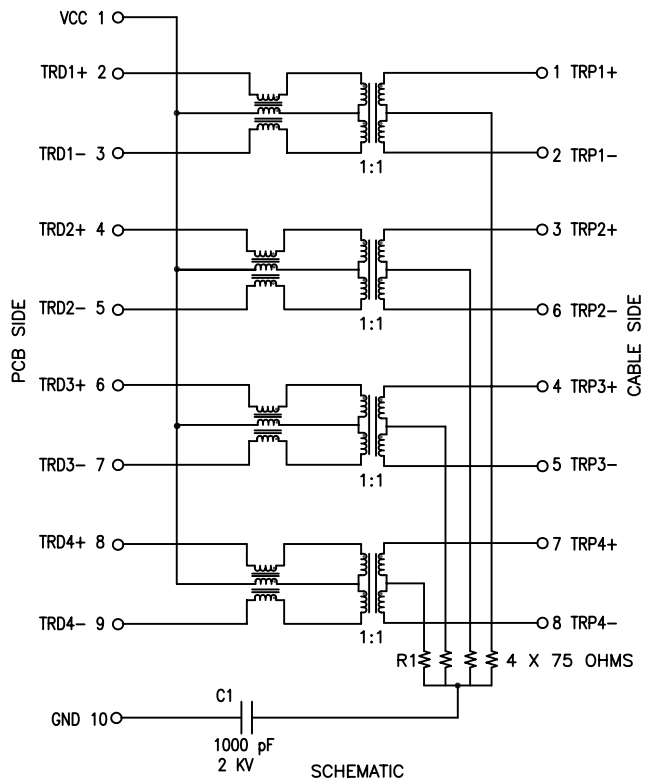 VCC 1
TRD1+ 2
1 TRP1+
TRD1- 3
2 TRP1-
1:1
TRD2+ 4
3 TRP2+
TRD2- 5
6 TRP2-
1:1
PCB SIDE
CABLE SIDE
TRD3+ 6
4 TRP3+
TRD3- 7
5 TRP3-
1:1
TRD4+ 8
7 TRP4+
TRD4- 9
8 TRP4-
1:1
R1
4 X 75 OHMS
C1
GND 10
1000 pF
2 KV
SCHEMATIC